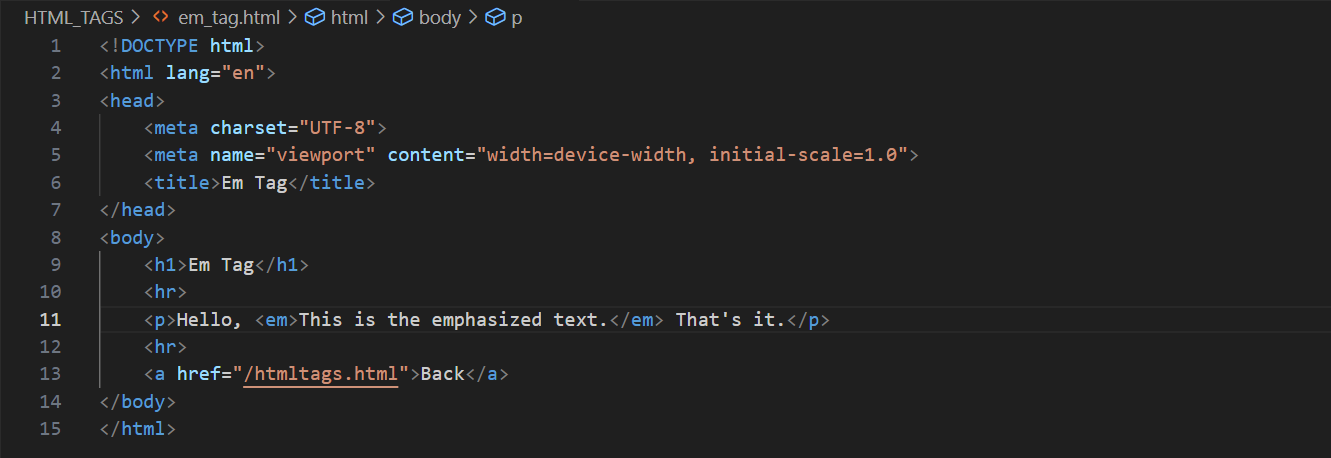 HTML_TAGS > <> em_tag.html > html > body > p
1 <!DOCTYPE html>
2 <html lang="en">
3 <head>
4     <meta charset="UTF-8">
5     <meta name="viewport" content="width=device-width, initial-scale=1.0">
6     <title>Em Tag</title>
7 </head>
8 <body>
9     <h1>Em Tag</h1>
10     <hr>
11     <p>Hello, <em>This is the emphasized text.</em> That's it.</p>
12     <hr>
13     <a href="/htmltags.html">Back</a>
14 </body>
15 </html>